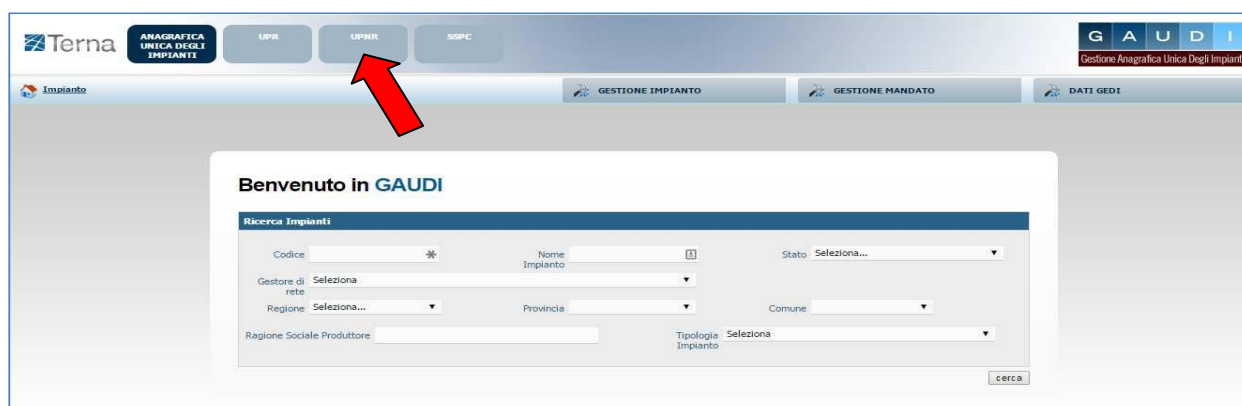 Terna
ANAGRAFICA
UNICA DEGLI
IMPIANTI
UPR
UPNR
SSPC
G A U D I
Gestione Anagrafica Unica Degli Impiant
Impianto
GESTIONE IMPIANTO
GESTIONE MANDATO
DATI GEDI
Benvenuto in GAUDI
Ricerca Impianti
Codice
Nome
Impianto
Stato Seleziona...
Gestore di
rete
Seleziona
Regione Seleziona...
Provincia
Comune
Ragione Sociale Produttore
Tipologia
Impianto
Seleziona
cerca